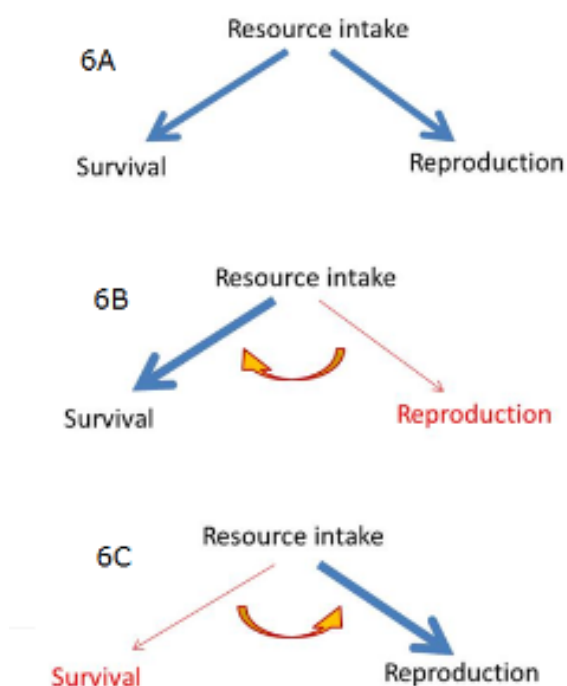 Resource intake
6A
Survival
Reproduction
Resource intake
6B
Survival
Reproduction
Resource intake
6C
Survival
Reproduction